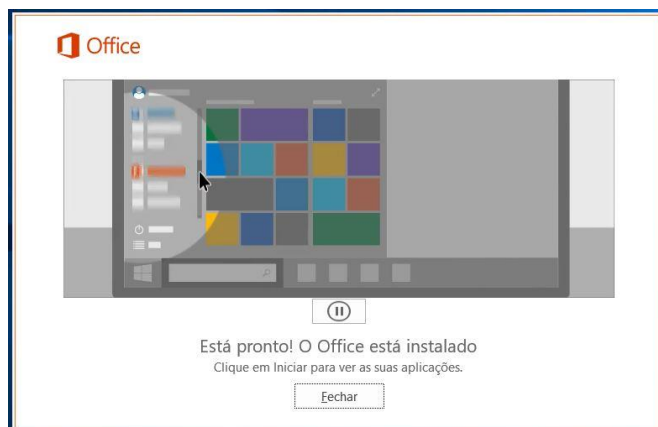 Office
Está pronto! O Office está instalado
Clique em Iniciar para ver as suas aplicações.
Fechar